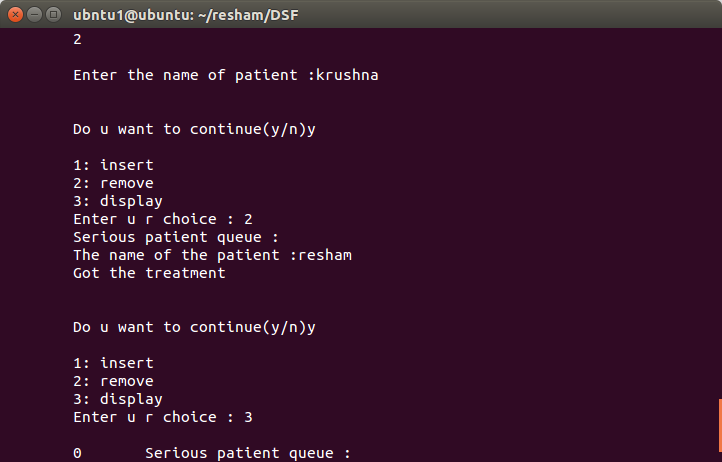 ubntu1@ubuntu: ~/resham/DSF
2
Enter the name of patient :krushna
Do u want to continue(y/n)y
1: insert
2: remove
3: display
Enter u r choice : 2
Serious patient queue :
The name of the patient :resham
Got the treatment
Do u want to continue(y/n)y
1: insert
2: remove
3: display
Enter u r choice : 3
0       Serious patient queue :